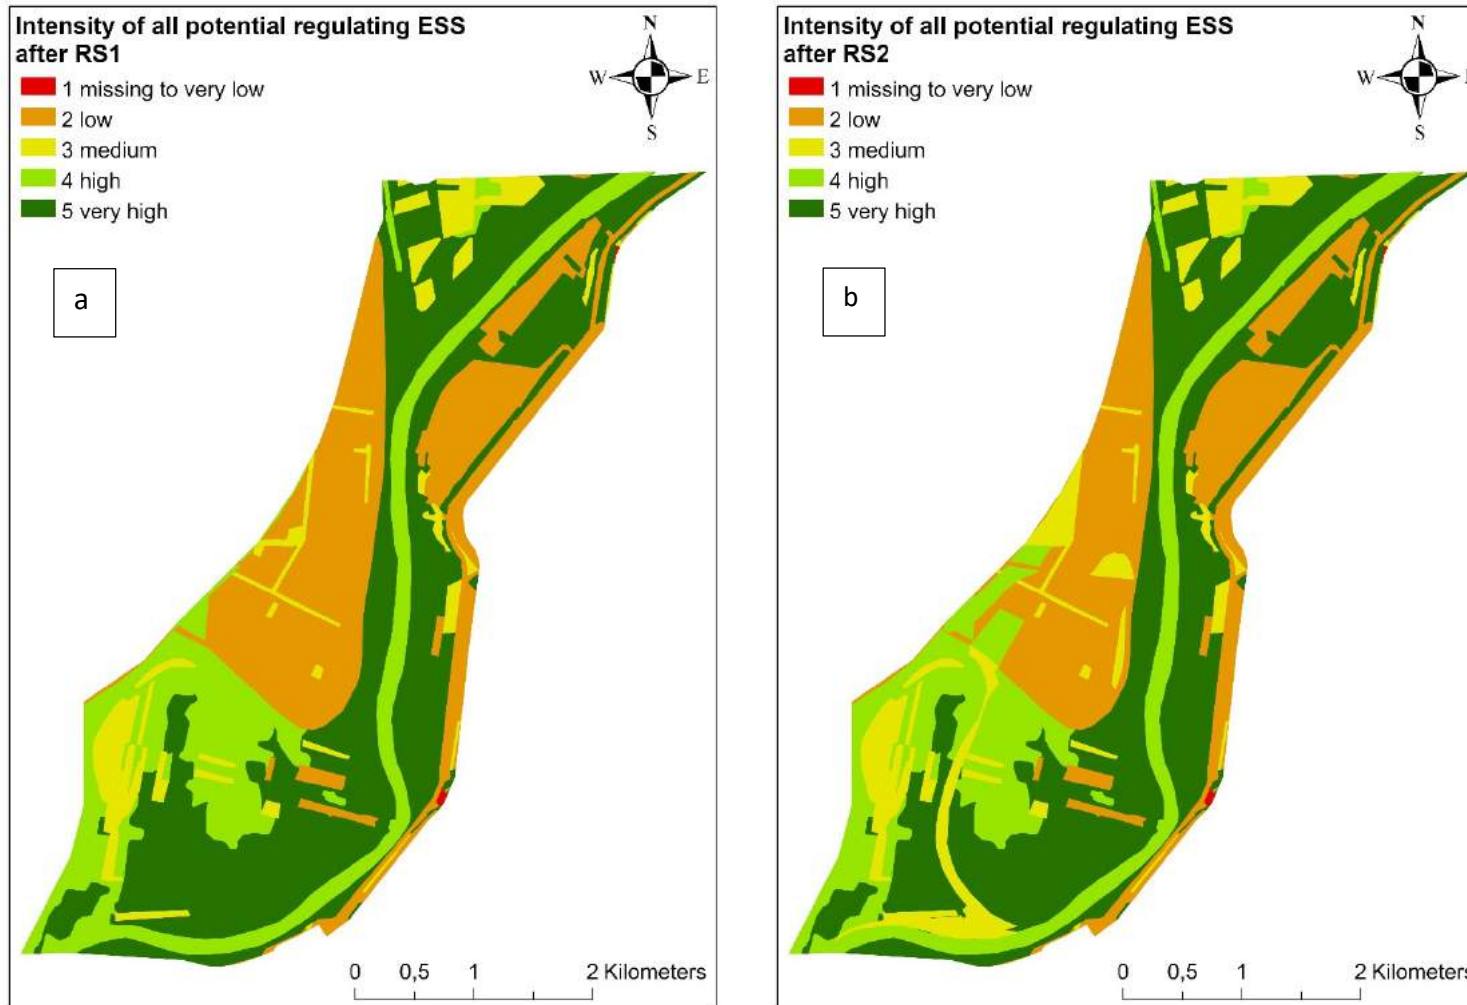 Intensity of all potential regulating ESS
after RS1
1 missing to very low
2 low
3 medium
4 high
5 very high
N
W
E
S
a
0 0,5 1 2 Kilometers
Intensity of all potential regulating ESS
after RS2
1 missing to very low
2 low
3 medium
4 high
5 very high
N
W
S
b
0 0,5 1 2 Kilometers